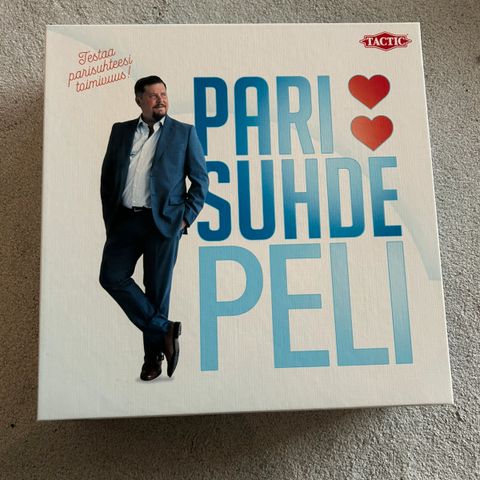 Testaa
parisuhteesi
toimivuus!
TACTIC
PARI
SUHDE
PELI